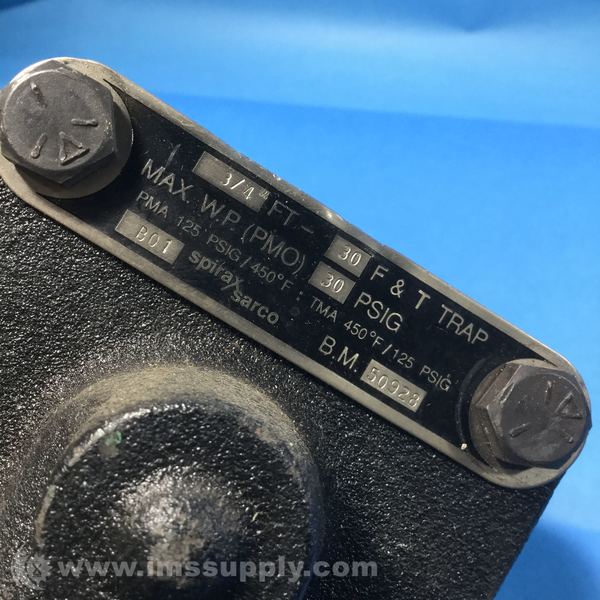 3/4" FT- 30 F & T TRAP
MAX. W.P. (PMO) 30 PSIG
PMA 125 PSIG/450°F : TMA 450°F/125 PSIG
B01 spirax sarco B.M. 50923
www.imssupply.com